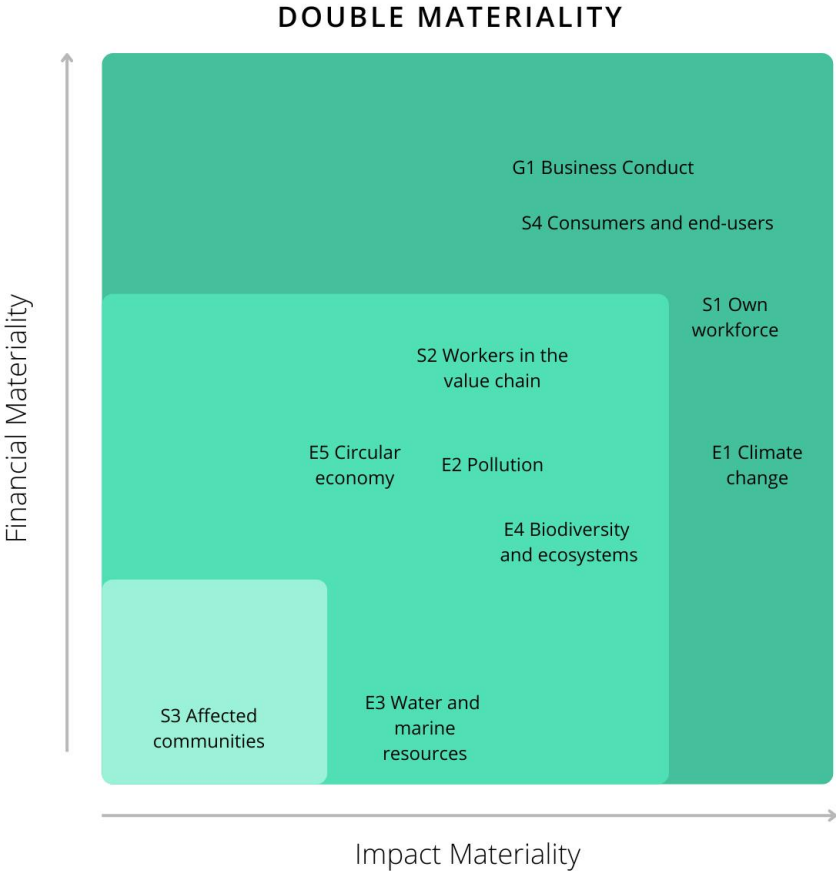 DOUBLE MATERIALITY
G1 Business Conduct
S4 Consumers and end-users
S1 Own
workforce
S2 Workers in the
value chain
E5 Circular
economy
E2 Pollution
E1 Climate
change
E4 Biodiversity
and ecosystems
S3 Affected
communities
E3 Water and
marine
resources
Financial Materiality
Impact Materiality